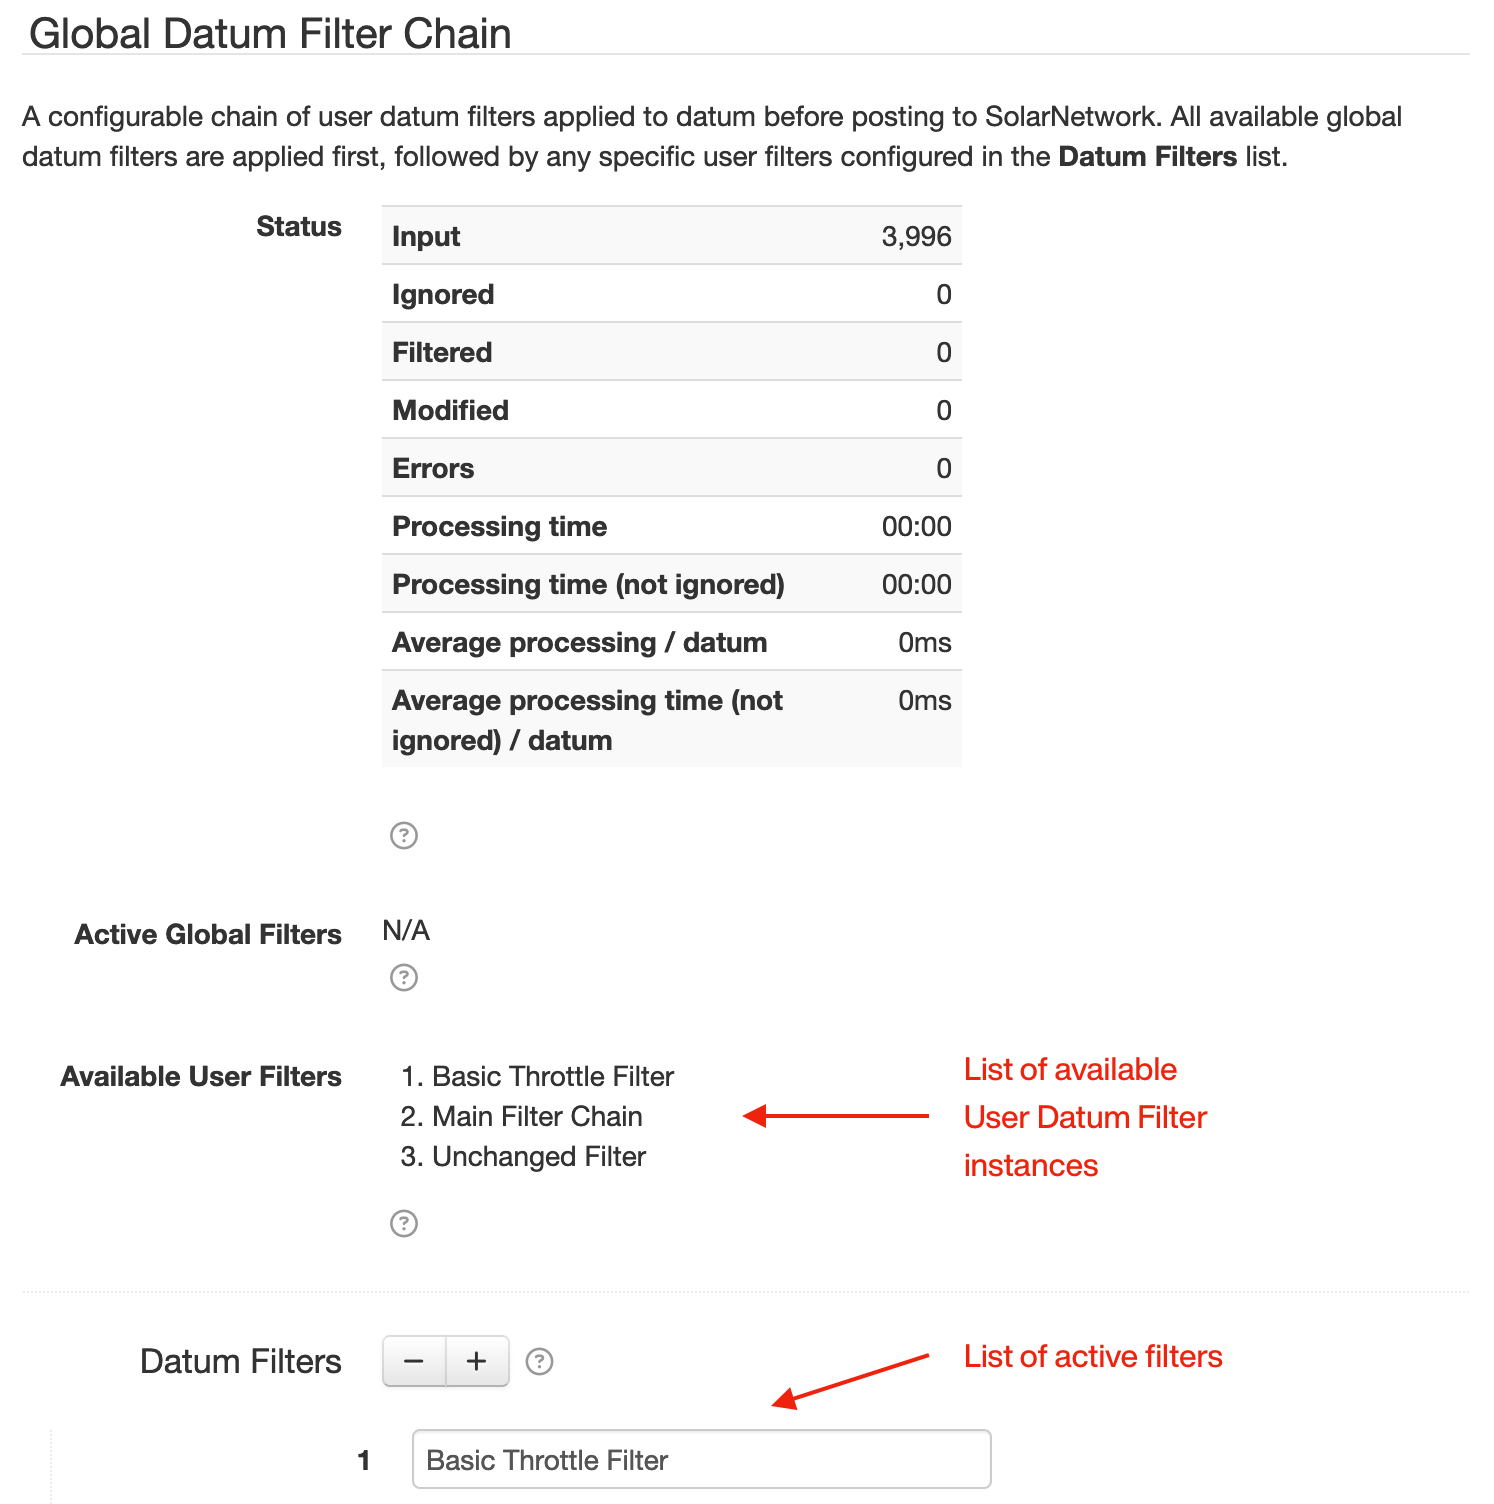 Global Datum Filter Chain
A configurable chain of user datum filters applied to datum before posting to SolarNetwork. All available global
datum filters are applied first, followed by any specific user filters configured in the Datum Filters list.
Status
Input 3,996
Ignored 0
Filtered 0
Modified 0
Errors 0
Processing time 00:00
Processing time (not ignored) 00:00
Average processing / datum 0ms
Average processing time (not 0ms
ignored) / datum
?
Active Global Filters N/A
?
Available User Filters
1. Basic Throttle Filter
2. Main Filter Chain
3. Unchanged Filter
List of available
User Datum Filter
instances
?
Datum Filters − + ?
List of active filters
1 Basic Throttle Filter